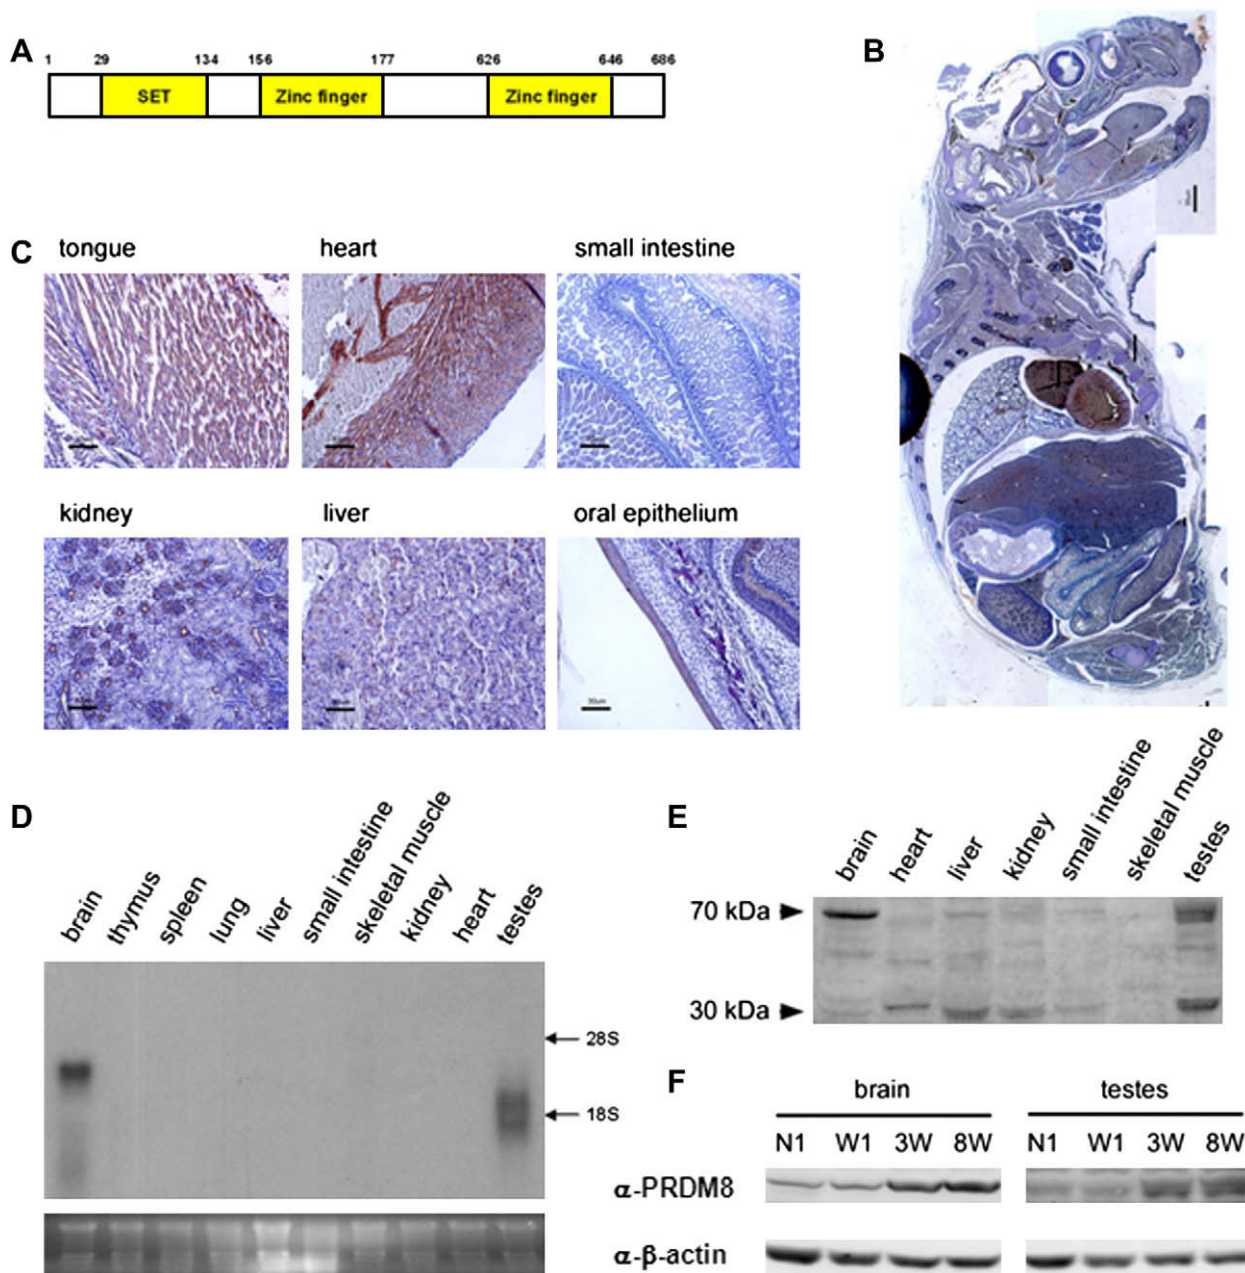 A
1 29 134 156 177 626 646 686
SET Zinc finger Zinc finger
B
C
tongue heart small intestine
kidney liver oral epithelium
30um
D
brain thymus spleen lung liver small intestine skeletal muscle kidney heart testes
28S
18S
E
brain heart liver kidney small intestine skeletal muscle testes
70 kDa
30 kDa
F
brain testes
N1 W1 3W 8W N1 W1 3W 8W
α-PRDM8
α-β-actin